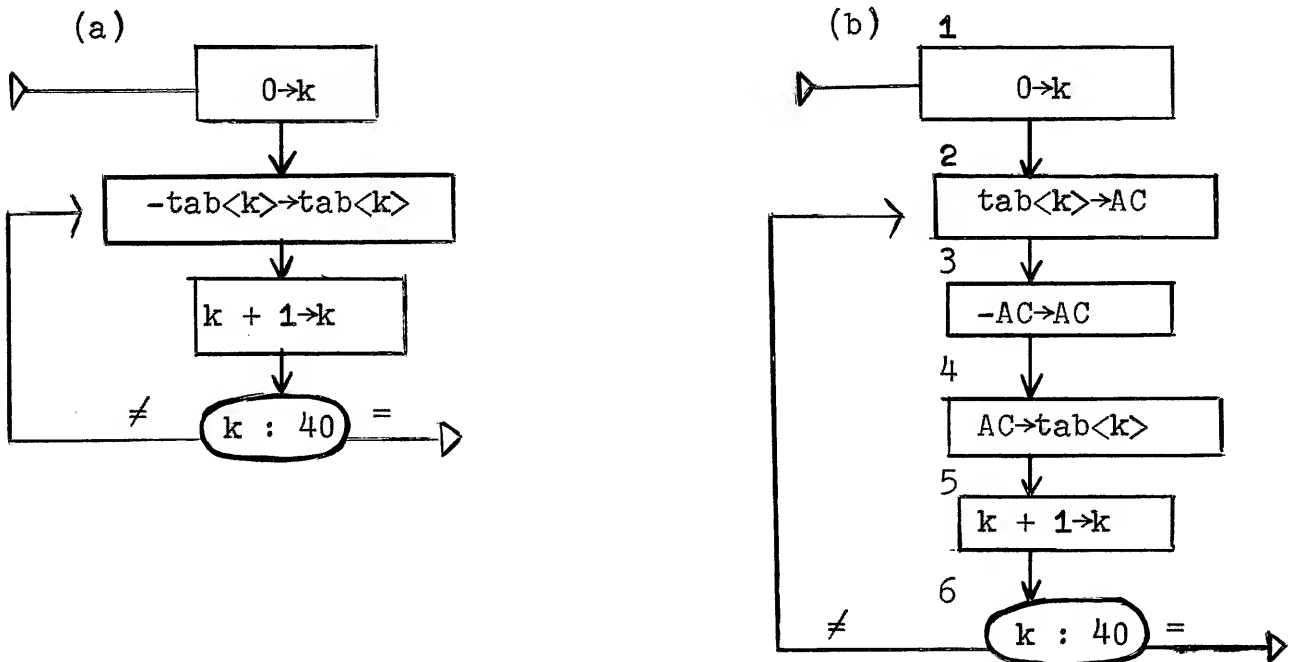 (a)
0→k
-tab<k>→tab<k>
k + 1→k
≠
k : 40
=
(b)
1
0→k
2
tab<k>→AC
3
-AC→AC
4
AC→tab<k>
5
k + 1→k
6
≠
k : 40
=